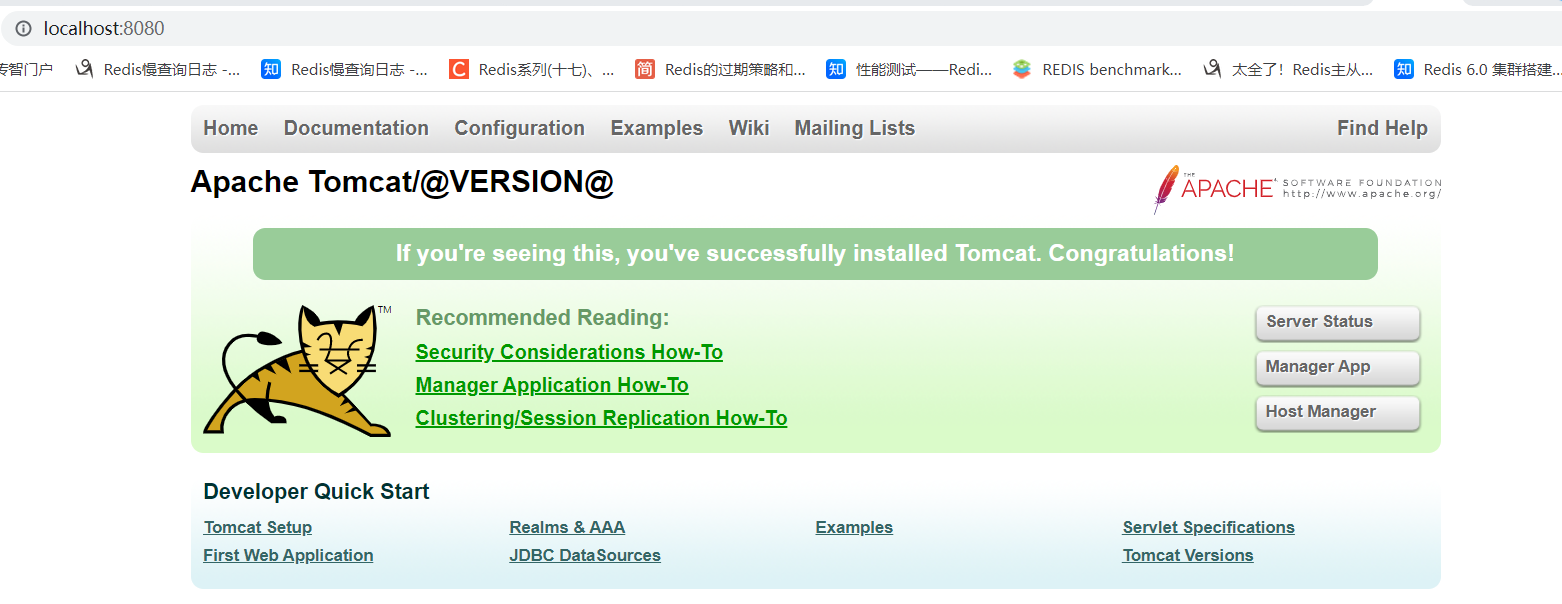 localhost:8080
传智门户 Redis慢查询日志 -... Redis慢查询日志 -... Redis系列(十七)、... Redis的过期策略和... 性能测试——Redi... REDIS benchmark... 太全了！Redis主从... Redis 6.0 集群搭建...
Home Documentation Configuration Examples Wiki Mailing Lists Find Help
Apache Tomcat/@VERSION@
THE APACHE SOFTWARE FOUNDATION
http://www.apache.org/
If you're seeing this, you've successfully installed Tomcat. Congratulations!
TM
Recommended Reading:
Security Considerations How-To
Manager Application How-To
Clustering/Session Replication How-To
Server Status
Manager App
Host Manager
Developer Quick Start
Tomcat Setup Realms & AAA Examples Servlet Specifications
First Web Application JDBC DataSources Tomcat Versions